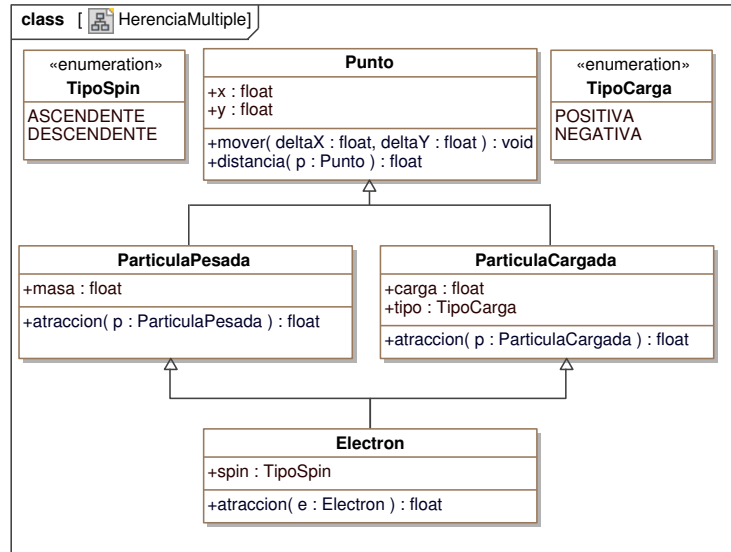 class [ HerenciaMultiple]
«enumeration»
TipoSpin
ASCENDENTE
DESCENDENTE
Punto
+x : float
+y : float
+mover( deltaX : float, deltaY : float ) : void
+distancia( p : Punto ) : float
«enumeration»
TipoCarga
POSITIVA
NEGATIVA
ParticulaPesada
+masa : float
+atraccion( p : ParticulaPesada ) : float
ParticulaCargada
+carga : float
+tipo : TipoCarga
+atraccion( p : ParticulaCargada ) : float
Electron
+spin : TipoSpin
+atraccion( e : Electron ) : float